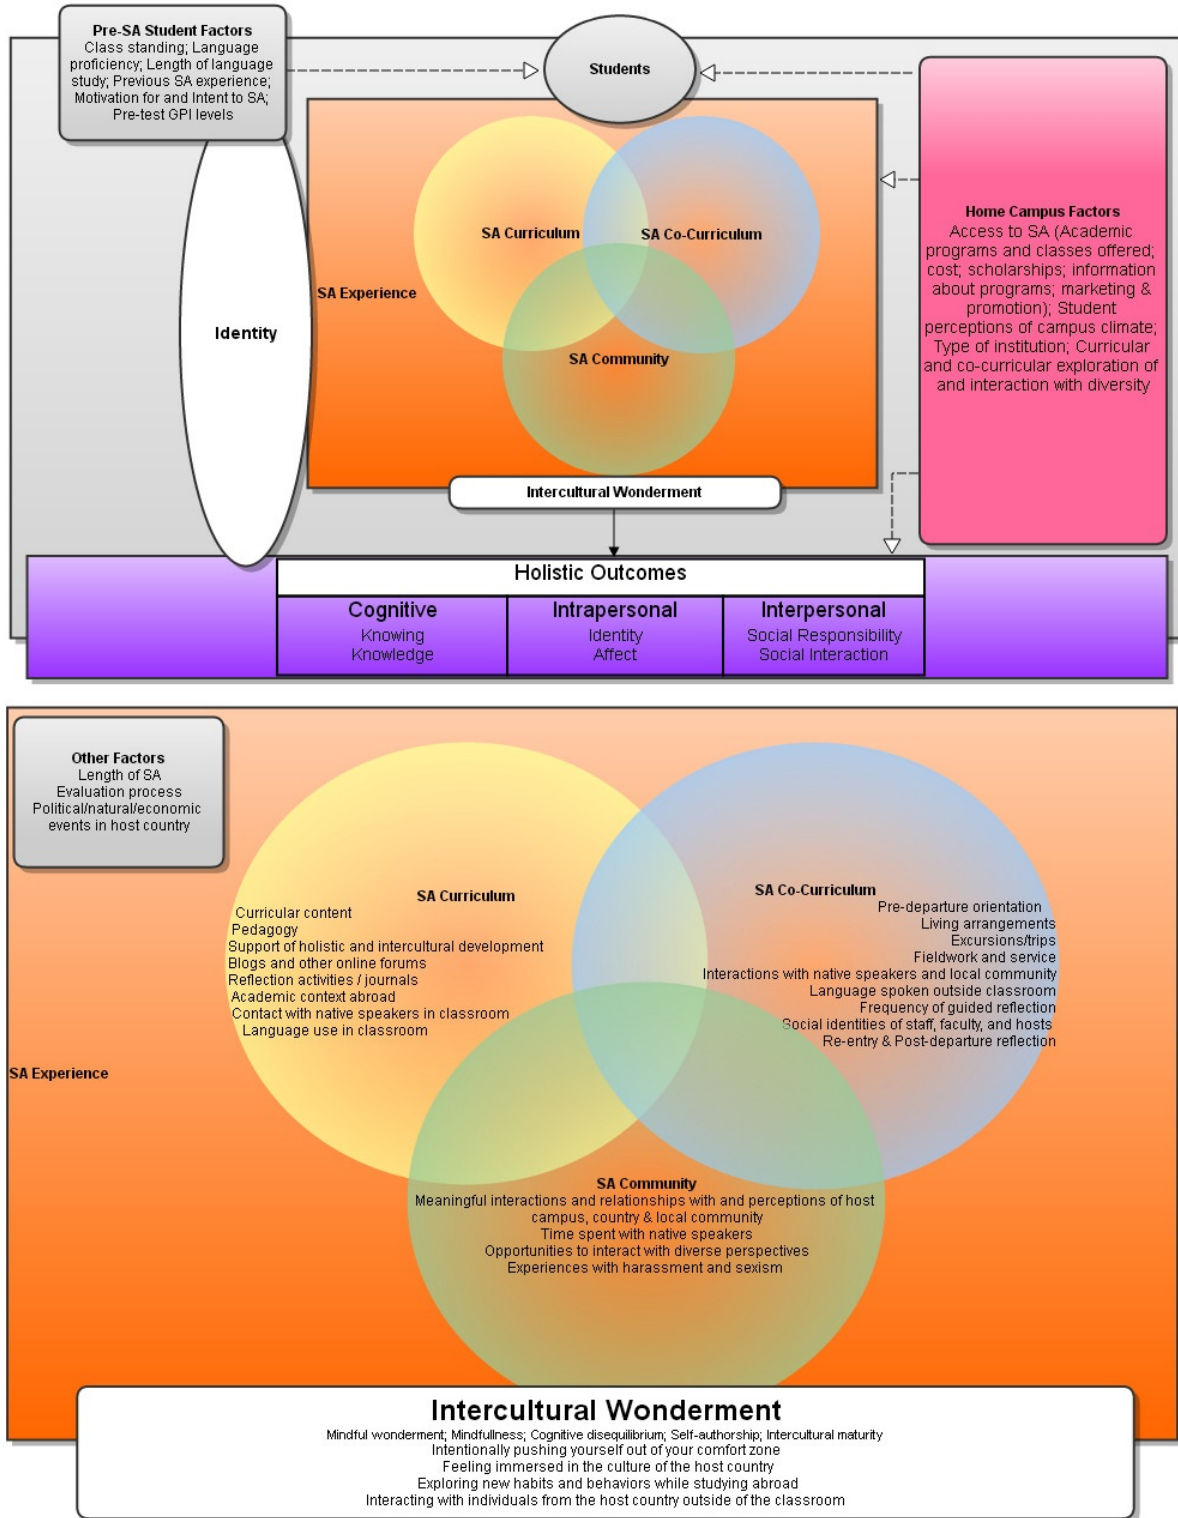 Pre-SA Student Factors
Class standing; Language
proficiency; Length of language
study; Previous SA experience;
Motivation for and Intent to SA;
Pre-test GPI levels
Students
Home Campus Factors
Access to SA (Academic
programs and classes offered;
cost; scholarships; information
about programs; marketing &
promotion); Student
perceptions of campus climate;
Type of institution; Curricular
and co-curricular exploration of
and interaction with diversity
Identity
SA Experience
SA Curriculum
SA Co-Curriculum
SA Community
Intercultural Wonderment
Holistic Outcomes
Cognitive
Knowing
Knowledge
Intrapersonal
Identity
Affect
Interpersonal
Social Responsibility
Social Interaction
Other Factors
Length of SA
Evaluation process
Political/natural/economic
events in host country
SA Experience
SA Curriculum
Curricular content
Pedagogy
Support of holistic and intercultural development
Blogs and other online forums
Reflection activities / journals
Academic context abroad
Contact with native speakers in classroom
Language use in classroom
SA Co-Curriculum
Pre-departure orientation
Living arrangements
Excursions/trips
Fieldwork and service
Interactions with native speakers and local community
Language spoken outside classroom
Frequency of guided reflection
Social identities of staff, faculty, and hosts
Re-entry & Post-departure reflection
SA Community
Meaningful interactions and relationships with and perceptions of host
campus, country & local community
Time spent with native speakers
Opportunities to interact with diverse perspectives
Experiences with harassment and sexism
Intercultural Wonderment
Mindful wonderment; Mindfullness; Cognitive disequilibrium; Self-authorship; Intercultural maturity
Intentionally pushing yourself out of your comfort zone
Feeling immersed in the culture of the host country
Exploring new habits and behaviors while studying abroad
Interacting with individuals from the host country outside of the classroom